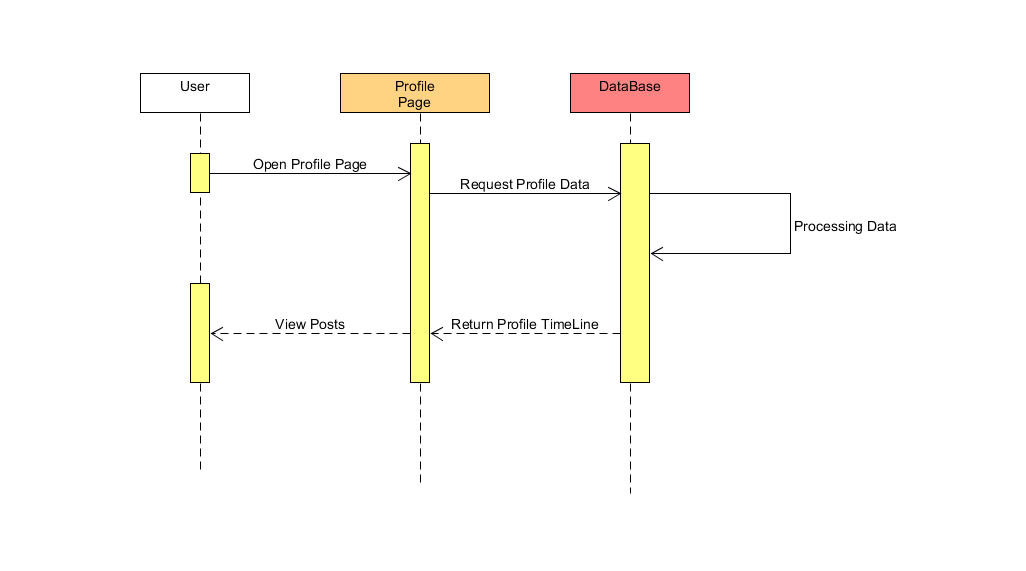 User
Profile
Page
DataBase
Open Profile Page
Request Profile Data
Processing Data
View Posts
Return Profile TimeLine